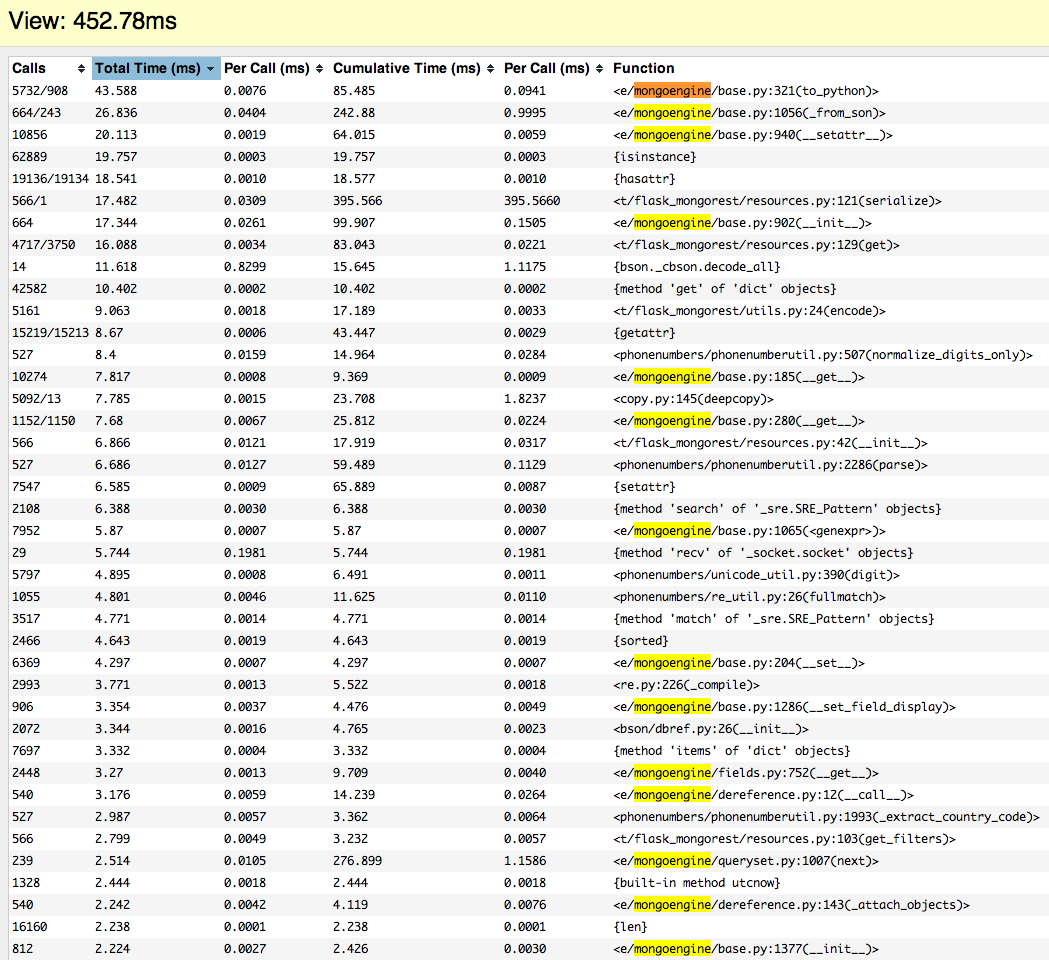 View: 452.78ms
Calls Total Time (ms) Per Call (ms) Cumulative Time (ms) Per Call (ms) Function
5732/908 43.588 0.0076 85.485 0.0941 <e/mongoengine/base.py:321(to_python)>
664/243 26.836 0.0404 242.88 0.9995 <e/mongoengine/base.py:1056(_from_son)>
10856 20.113 0.0019 64.015 0.0059 <e/mongoengine/base.py:940(__setattr__)>
62889 19.757 0.0003 19.757 0.0003 {isinstance}
19136/19134 18.541 0.0010 18.577 0.0010 {hasattr}
566/1 17.482 0.0309 395.566 395.5660 <t/flask_mongorest/resources.py:121(serialize)>
664 17.344 0.0261 99.907 0.1505 <e/mongoengine/base.py:902(__init__)>
4717/3750 16.088 0.0034 83.043 0.0221 <t/flask_mongorest/resources.py:129(get)>
14 11.618 0.8299 15.645 1.1175 {bson._cbson.decode_all}
42582 10.402 0.0002 10.402 0.0002 {method 'get' of 'dict' objects}
5161 9.063 0.0018 17.189 0.0033 <t/flask_mongorest/utils.py:24(encode)>
15219/15213 8.67 0.0006 43.447 0.0029 {getattr}
527 8.4 0.0159 14.964 0.0284 <phonenumbers/phonenumberutil.py:507(normalize_digits_only)>
10274 7.817 0.0008 9.369 0.0009 <e/mongoengine/base.py:185(__get__)>
5092/13 7.785 0.0015 23.708 1.8237 <copy.py:145(deepcopy)>
1152/1150 7.68 0.0067 25.812 0.0224 <e/mongoengine/base.py:280(__get__)>
566 6.866 0.0121 17.919 0.0317 <t/flask_mongorest/resources.py:42(__init__)>
527 6.686 0.0127 59.489 0.1129 <phonenumbers/phonenumberutil.py:2286(parse)>
7547 6.585 0.0009 65.889 0.0087 {setattr}
2108 6.388 0.0030 6.388 0.0030 {method 'search' of '_sre.SRE_Pattern' objects}
7952 5.87 0.0007 5.87 0.0007 <e/mongoengine/base.py:1065(<genexpr>)>
29 5.744 0.1981 5.744 0.1981 {method 'recv' of '_socket.socket' objects}
5797 4.895 0.0008 6.491 0.0011 <phonenumbers/unicode_util.py:390(digit)>
1055 4.801 0.0046 11.625 0.0110 <phonenumbers/re_util.py:26(fullmatch)>
3517 4.771 0.0014 4.771 0.0014 {method 'match' of '_sre.SRE_Pattern' objects}
2466 4.643 0.0019 4.643 0.0019 {sorted}
6369 4.297 0.0007 4.297 0.0007 <e/mongoengine/base.py:204(__set__)>
2993 3.771 0.0013 5.522 0.0018 <re.py:226(_compile)>
906 3.354 0.0037 4.476 0.0049 <e/mongoengine/base.py:1286(__set_field_display)>
2072 3.344 0.0016 4.765 0.0023 <bson/dbref.py:26(__init__)>
7697 3.332 0.0004 3.332 0.0004 {method 'items' of 'dict' objects}
2448 3.27 0.0013 9.709 0.0040 <e/mongoengine/fields.py:752(__get__)>
540 3.176 0.0059 14.239 0.0264 <e/mongoengine/dereference.py:12(__call__)>
527 2.987 0.0057 3.362 0.0064 <phonenumbers/phonenumberutil.py:1993(_extract_country_code)>
566 2.799 0.0049 3.232 0.0057 <t/flask_mongorest/resources.py:103(get_filters)>
239 2.514 0.0105 276.899 1.1586 <e/mongoengine/queryset.py:1007(next)>
1328 2.444 0.0018 2.444 0.0018 {built-in method utcnow}
540 2.242 0.0042 4.119 0.0076 <e/mongoengine/dereference.py:143(_attach_objects)>
16160 2.238 0.0001 2.238 0.0001 {len}
812 2.224 0.0027 2.426 0.0030 <e/mongoengine/base.py:1377(__init__)>